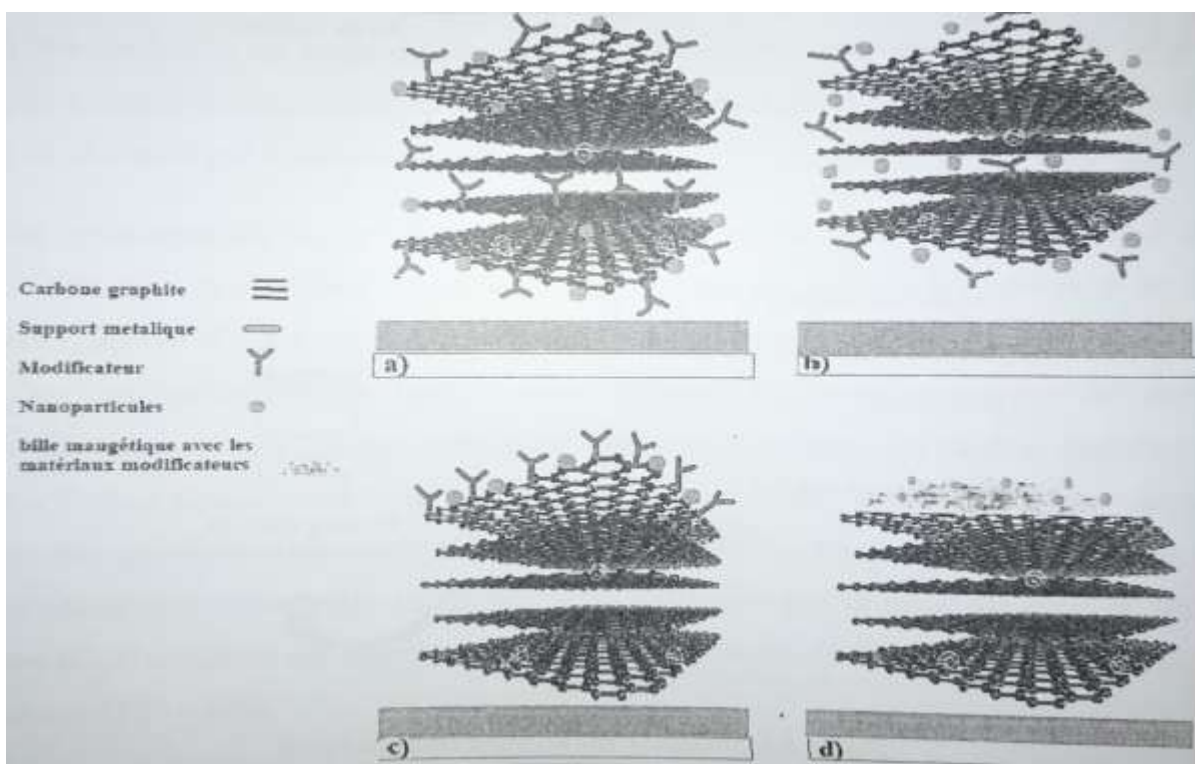 Carbone graphite
Support metalique
Modificateur
Nanoparticules
bille maugétique avec les
matériaux modificateurs
a)
b)
c)
d)